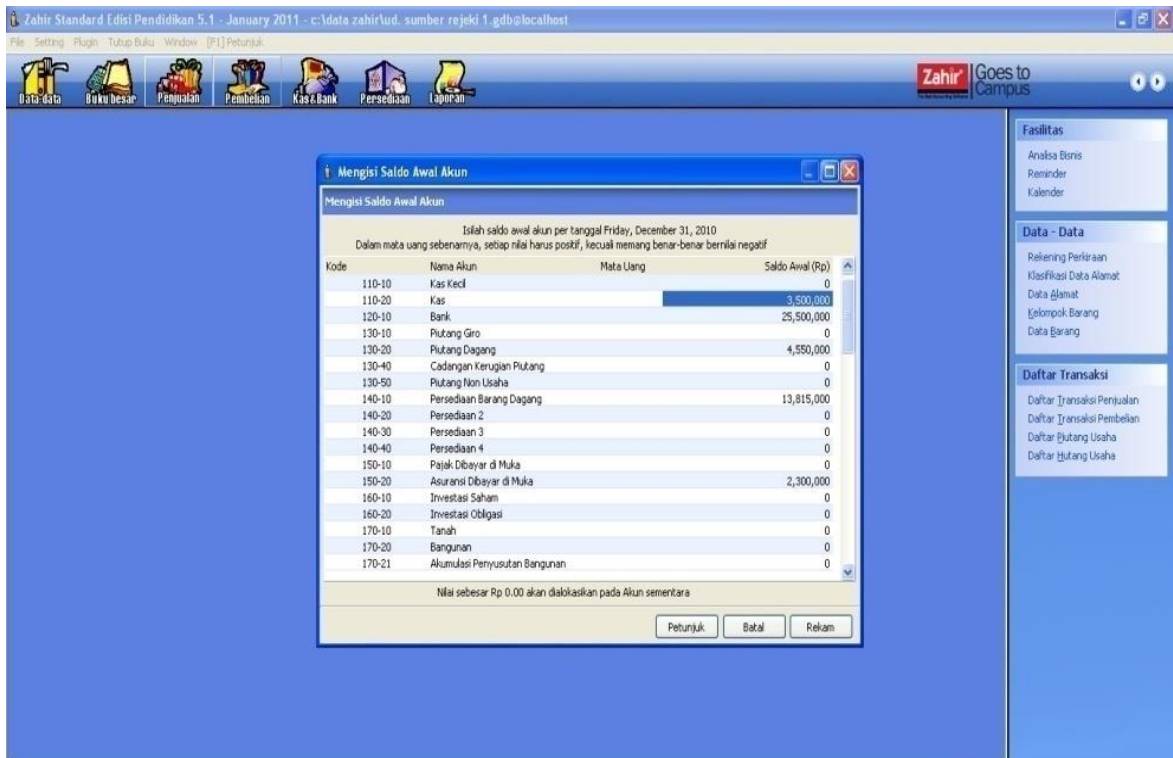 Zahir Standard Edisi Pendidikan 5.1 - January 2011 - c:\data zahir\ud. sumber rejeki 1.gdb@localhost
File Setting Plugin Tutup Buku Window [F1] Petunjuk
Data-data Buku besar Penjualan Pembelian Kas & Bank Persediaan Laporan
Zahir Goes to
Campus
Fasilitas
Analisa Bisnis
Reminder
Kalender
Data - Data
Rekening Perkiraan
Klasifikasi Data Alamat
Data Alamat
Kelompok Barang
Data Barang
Daftar Transaksi
Daftar Transaksi Penjualan
Daftar Transaksi Pembelian
Daftar Piutang Usaha
Daftar Hutang Usaha
Mengisi Saldo Awal Akun
Mengisi Saldo Awal Akun
Isilah saldo awal akun per tanggal Friday, December 31, 2010
Dalam mata uang sebenarnya, setiap nilai harus positif, kecuali memang benar-benar bernilai negatif
Kode Nama Akun Mata Uang Saldo Awal (Rp)
110-10 Kas Kecil 0
110-20 Kas 3,500,000
120-10 Bank 25,500,000
130-10 Piutang Giro 0
130-20 Piutang Dagang 4,550,000
130-40 Cadangan Kerugian Piutang 0
130-50 Piutang Non Usaha 0
140-10 Persediaan Barang Dagang 13,815,000
140-20 Persediaan 2 0
140-30 Persediaan 3 0
140-40 Persediaan 4 0
150-10 Pajak Dibayar di Muka 0
150-20 Asuransi Dibayar di Muka 2,300,000
160-10 Investasi Saham 0
160-20 Investasi Obligasi 0
170-10 Tanah 0
170-20 Bangunan 0
170-21 Akumulasi Penyusutan Bangunan 0
Nilai sebesar Rp 0.00 akan dialokasikan pada Akun sementara
Petunjuk Batal Rekam